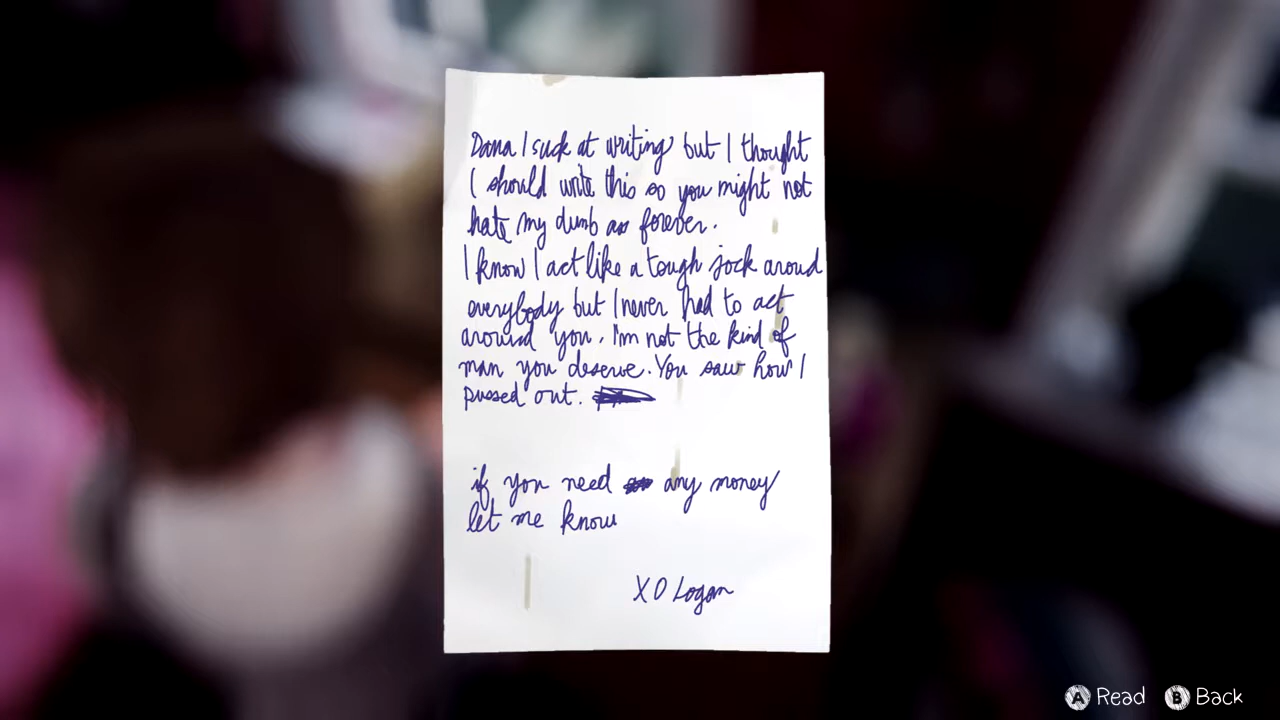 Dana I suck at writing but I thought
I should write this so you might not
hate my dumb ass forever.
I know I act like a tough jock aroud
everybody but I never had to act
around you. I'm not the kind of
man you deserve. You saw how I
pussed out.
if you need any money
let me know
XO Logan
A Read B Back